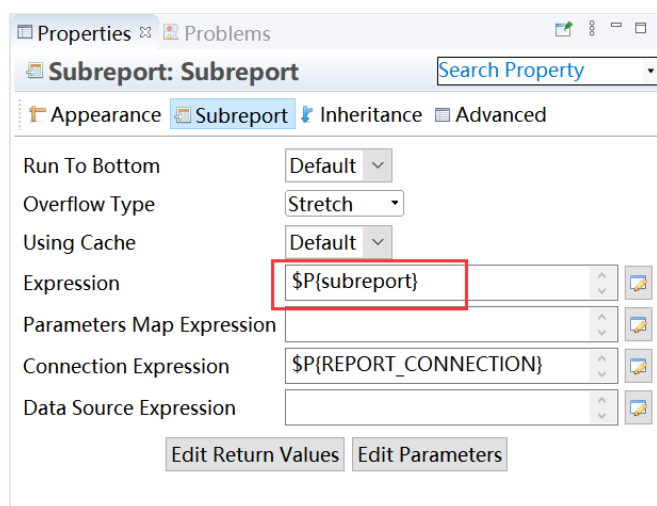 Properties Problems
Subreport: Subreport Search Property
Appearance Subreport Inheritance Advanced
Run To Bottom Default
Overflow Type Stretch
Using Cache Default
Expression $P{subreport}
Parameters Map Expression
Connection Expression $P{REPORT_CONNECTION}
Data Source Expression
Edit Return Values Edit Parameters